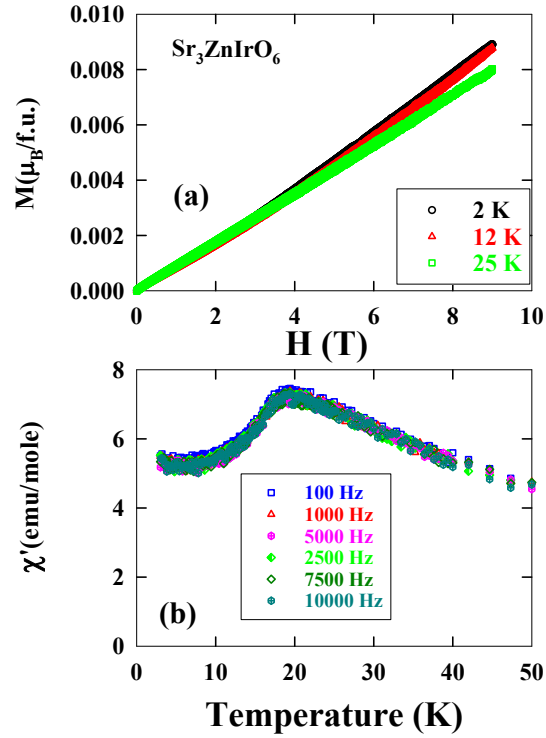 0.010
Sr₃ZnIrO₆
0.008
0.006
M(μ_B/f.u.)
0.004
(a)
2 K
0.002
12 K
25 K
0.000
0 2 4 6 8 10
H (T)
8
6
χ'(emu/mole)
4
100 Hz
1000 Hz
5000 Hz
2500 Hz
2
7500 Hz
(b)
10000 Hz
0
0 10 20 30 40 50
Temperature (K)